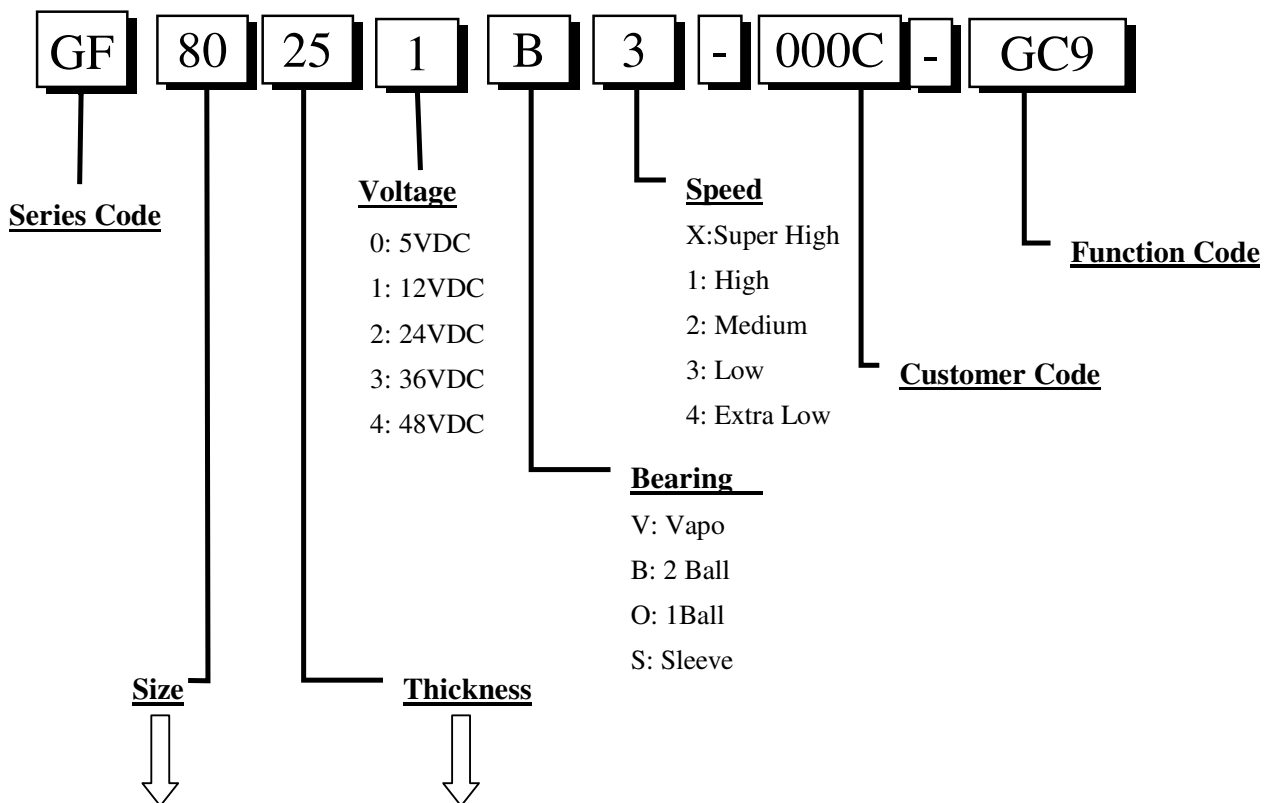 GF 80 25 1 B 3 - 000C - GC9
Series Code
Voltage
0: 5VDC
1: 12VDC
2: 24VDC
3: 36VDC
4: 48VDC
Speed
X:Super High
1: High
2: Medium
3: Low
4: Extra Low
Function Code
Customer Code
Bearing
V: Vapo
B: 2 Ball
O: 1Ball
S: Sleeve
Size
Thickness